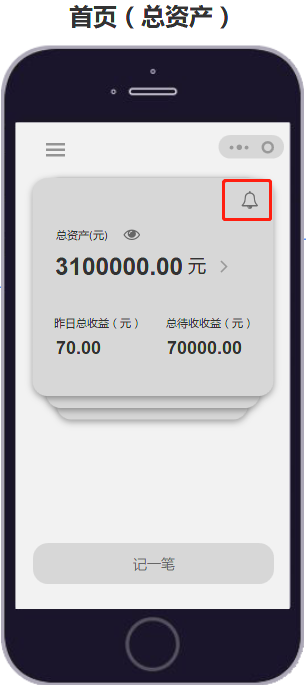 首页（总资产）
总资产(元)
3100000.00 元
昨日总收益（元） 总待收收益（元）
70.00 70000.00
记一笔